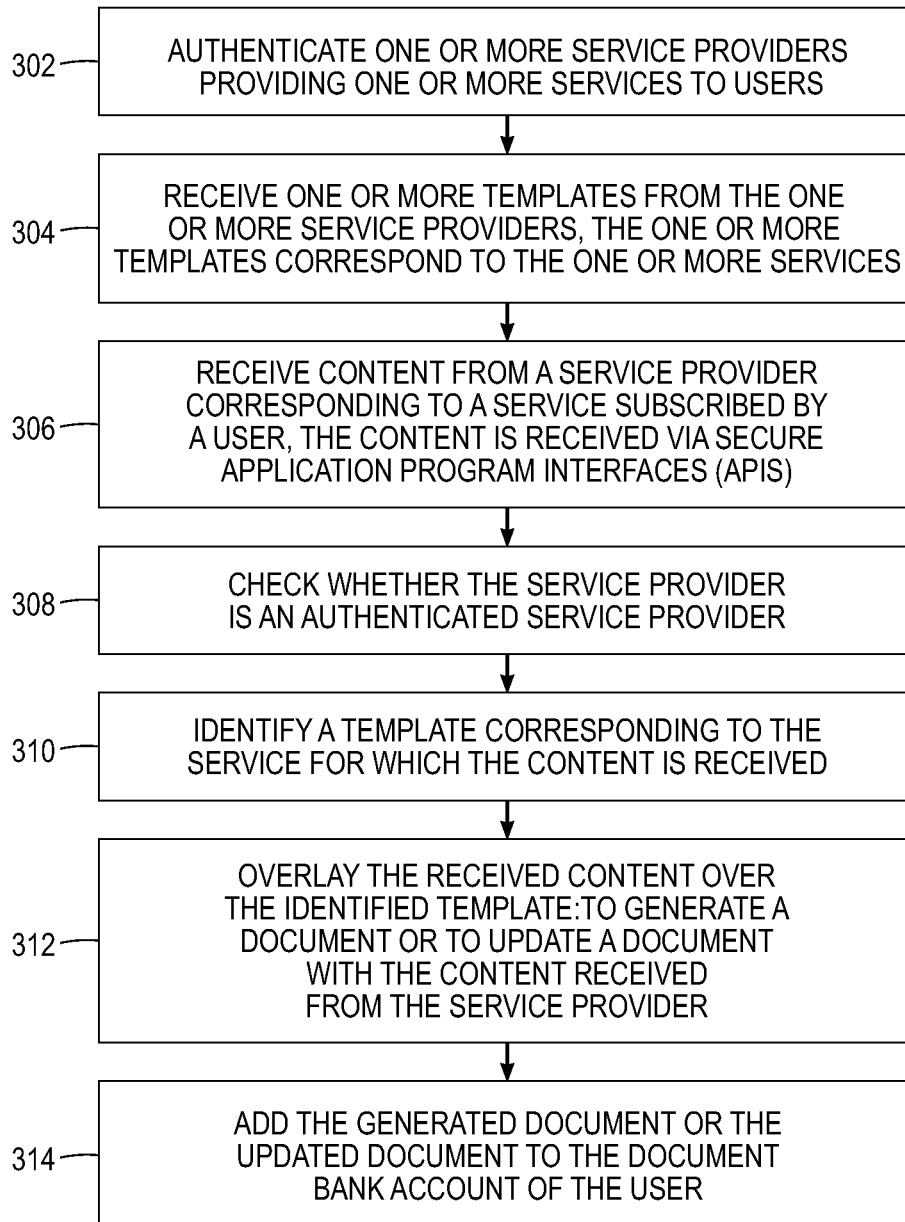 302
AUTHENTICATE ONE OR MORE SERVICE PROVIDERS
PROVIDING ONE OR MORE SERVICES TO USERS
304
RECEIVE ONE OR MORE TEMPLATES FROM THE ONE
OR MORE SERVICE PROVIDERS, THE ONE OR MORE
TEMPLATES CORRESPOND TO THE ONE OR MORE SERVICES
306
RECEIVE CONTENT FROM A SERVICE PROVIDER
CORRESPONDING TO A SERVICE SUBSCRIBED BY
A USER, THE CONTENT IS RECEIVED VIA SECURE
APPLICATION PROGRAM INTERFACES (APIS)
308
CHECK WHETHER THE SERVICE PROVIDER
IS AN AUTHENTICATED SERVICE PROVIDER
310
IDENTIFY A TEMPLATE CORRESPONDING TO THE
SERVICE FOR WHICH THE CONTENT IS RECEIVED
312
OVERLAY THE RECEIVED CONTENT OVER
THE IDENTIFIED TEMPLATE:TO GENERATE A
DOCUMENT OR TO UPDATE A DOCUMENT
WITH THE CONTENT RECEIVED
FROM THE SERVICE PROVIDER
314
ADD THE GENERATED DOCUMENT OR THE
UPDATED DOCUMENT TO THE DOCUMENT
BANK ACCOUNT OF THE USER